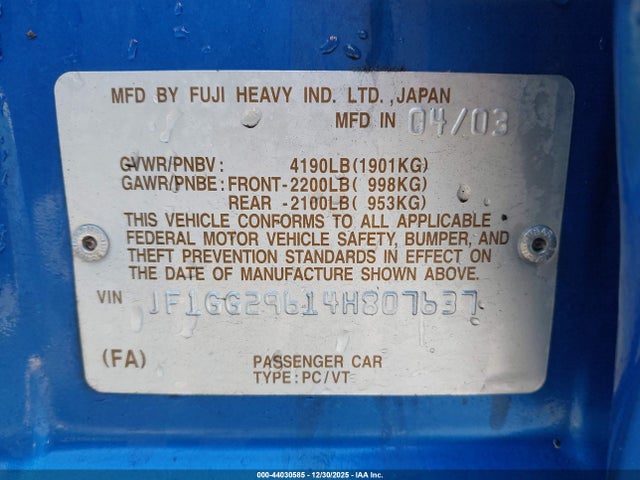 MFD BY FUJI HEAVY IND. LTD., JAPAN
MFD IN 04/03
GVWR/PNBV: 4190LB(1901KG)
GAWR/PNBE: FRONT-2200LB( 998KG)
REAR -2100LB( 953KG)
THIS VEHICLE CONFORMS TO ALL APPLICABLE
FEDERAL MOTOR VEHICLE SAFETY, BUMPER, AND
THEFT PREVENTION STANDARDS IN EFFECT ON
THE DATE OF MANUFACTURE SHOWN ABOVE.
VIN JF1GG29614H807637
(FA) PASSENGER CAR
TYPE: PC/VT
000-44030585 - 12/30/2025 - IAA Inc.